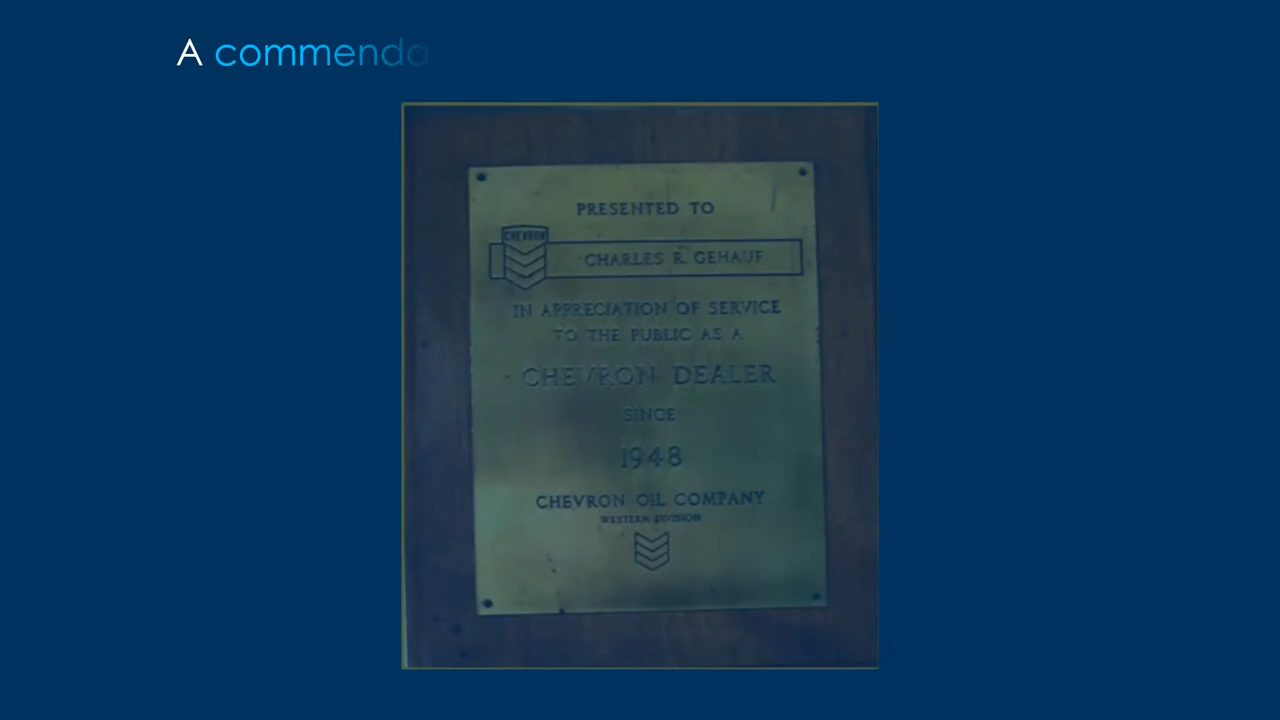 A commenda
PRESENTED TO
CHEVRON
CHARLES R. GEHAUF
IN APPRECIATION OF SERVICE
TO THE PUBLIC AS A
CHEVRON DEALER
SINCE
1948
CHEVRON OIL COMPANY
WESTERN DIVISION